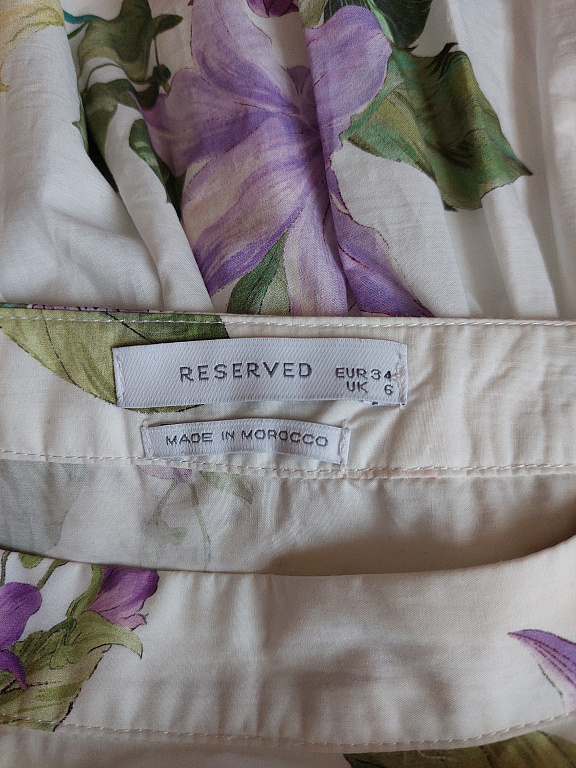 RESERVED
EUR 34
UK 6
MADE IN MOROCCO